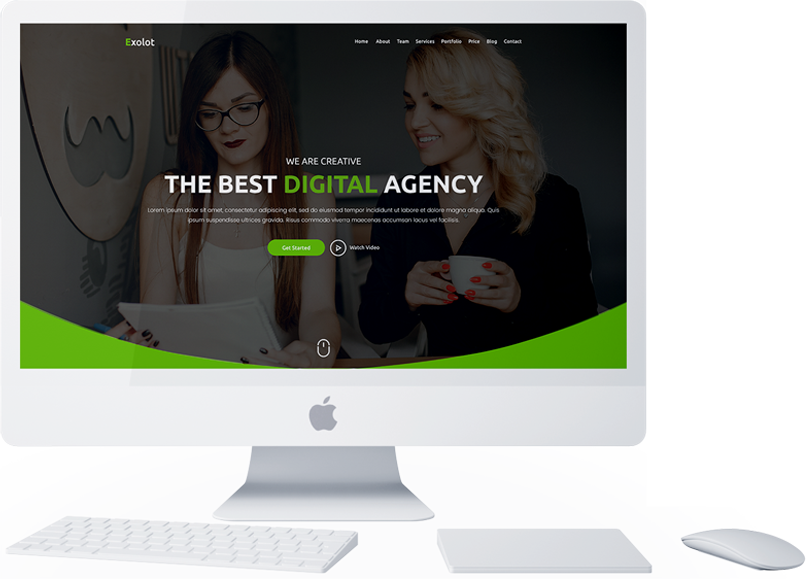 Exolot
Home About Team Services Portfolio Price Blog Contact
WE ARE CREATIVE
THE BEST DIGITAL AGENCY
Lorem ipsum dolor sit amet, consectetur adipiscing elit, sed do eiusmod tempor incididunt ut labore et dolore magna aliqua. Quis
ipsum suspendisse ultrices gravida. Risus commodo viverra maecenas accumsan lacus vel facilisis.
Get Started Watch Video